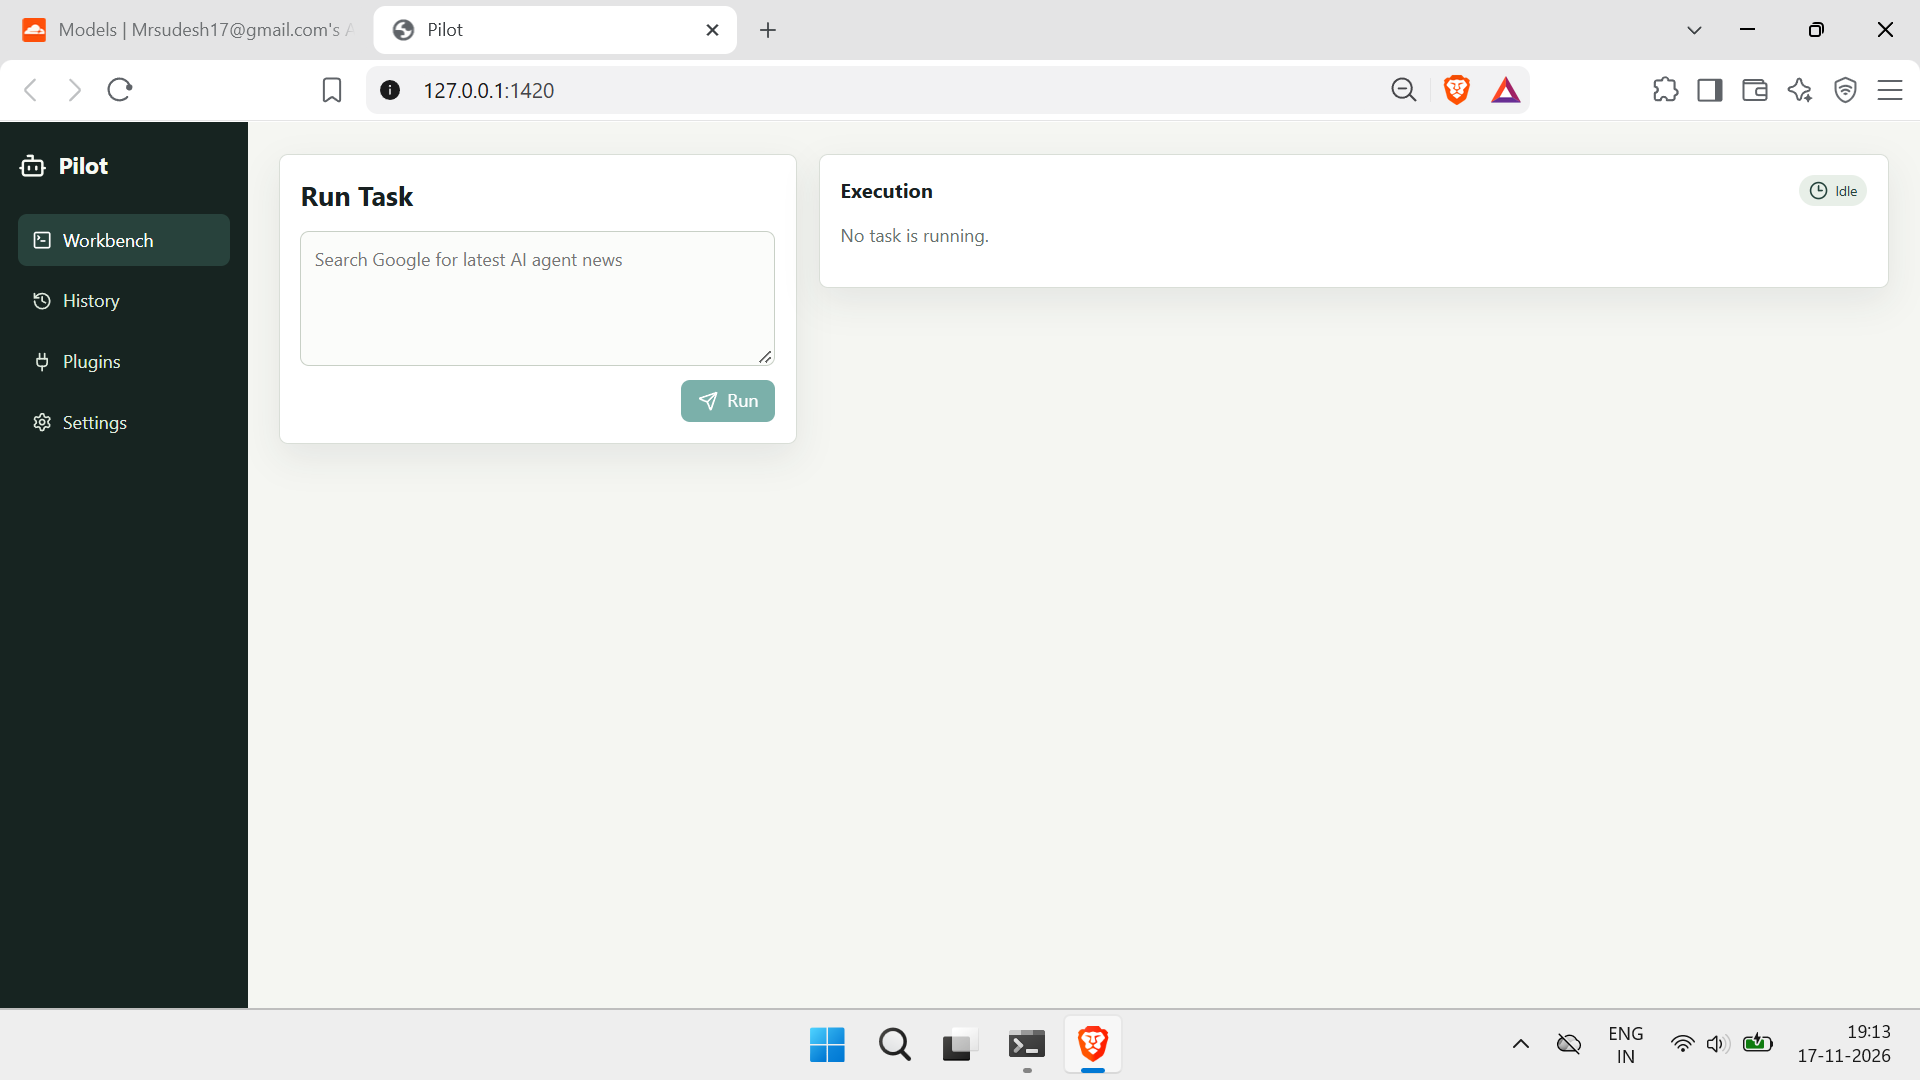 Models | Mrsudesh17@gmail.com's A
Pilot
127.0.0.1:1420
Pilot
Workbench
History
Plugins
Settings
Run Task
Search Google for latest AI agent news
Run
Execution
Idle
No task is running.
ENG
IN
19:13
17-11-2026